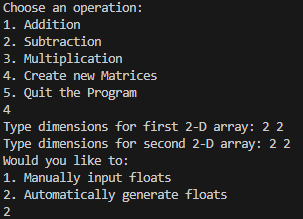 Choose an operation:
1. Addition
2. Subtraction
3. Multiplication
4. Create new Matrices
5. Quit the Program
4
Type dimensions for first 2-D array: 2 2
Type dimensions for second 2-D array: 2 2
Would you like to:
1. Manually input floats
2. Automatically generate floats
2